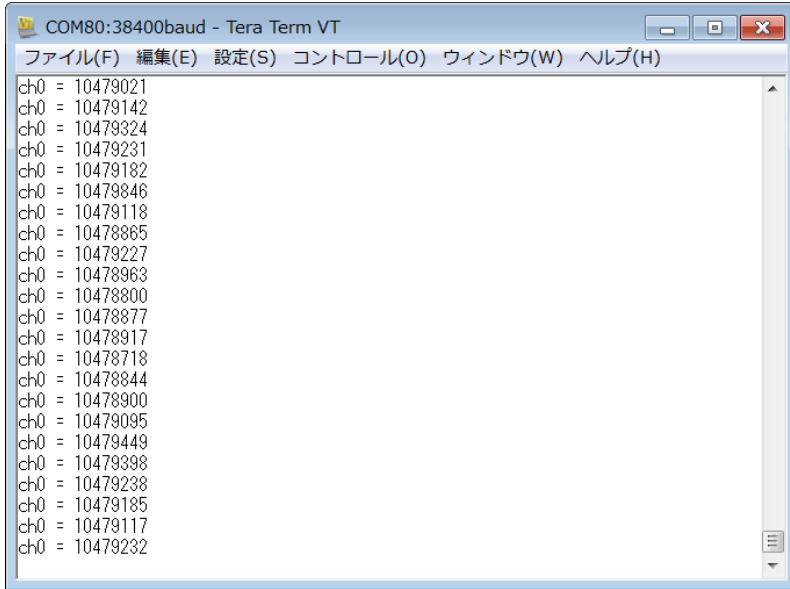 COM80:38400baud - Tera Term VT
ファイル(F) 編集(E) 設定(S) コントロール(O) ウィンドウ(W) ヘルプ(H)
ch0 = 10479021
ch0 = 10479142
ch0 = 10479324
ch0 = 10479231
ch0 = 10479182
ch0 = 10479846
ch0 = 10479118
ch0 = 10478865
ch0 = 10479227
ch0 = 10478963
ch0 = 10478800
ch0 = 10478877
ch0 = 10478917
ch0 = 10478718
ch0 = 10478844
ch0 = 10478900
ch0 = 10479095
ch0 = 10479449
ch0 = 10479398
ch0 = 10479238
ch0 = 10479185
ch0 = 10479117
ch0 = 10479232